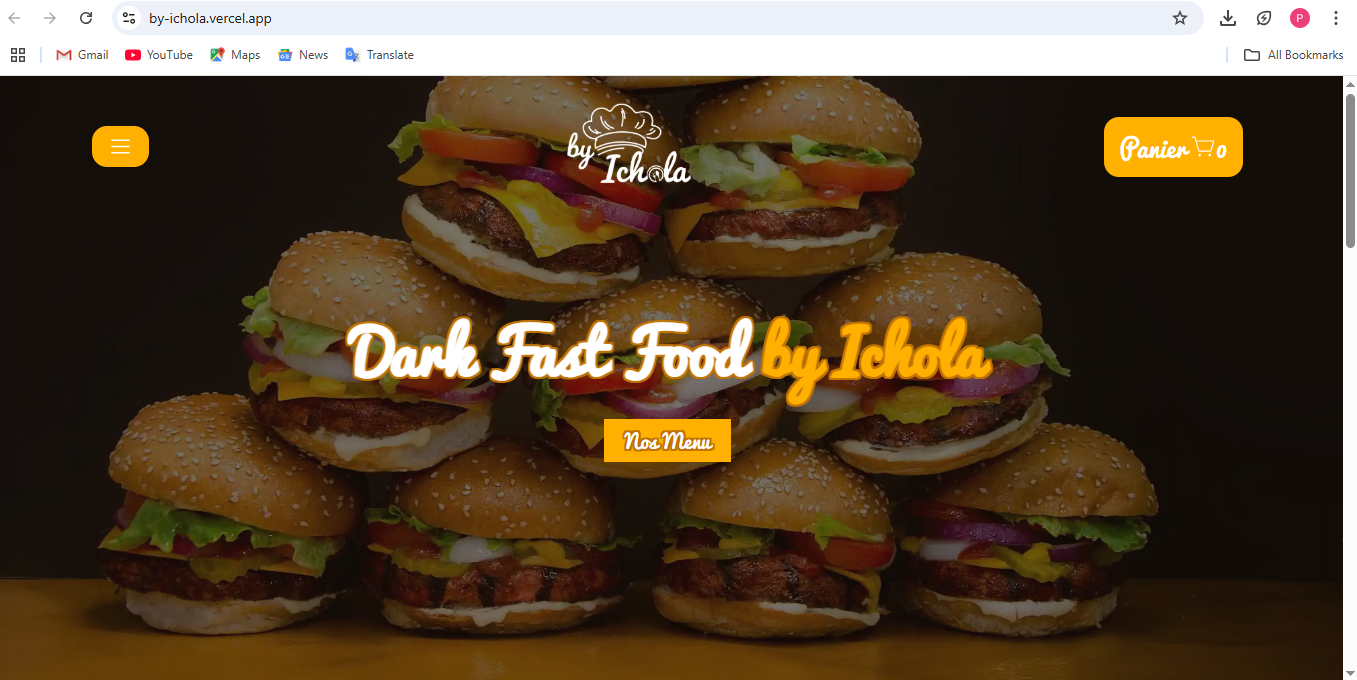 by-ichola.vercel.app
P
Gmail
YouTube
Maps
News
Translate
All Bookmarks
by
Ichola
Panier 0
Dark Fast Food by Ichola
Nos Menu